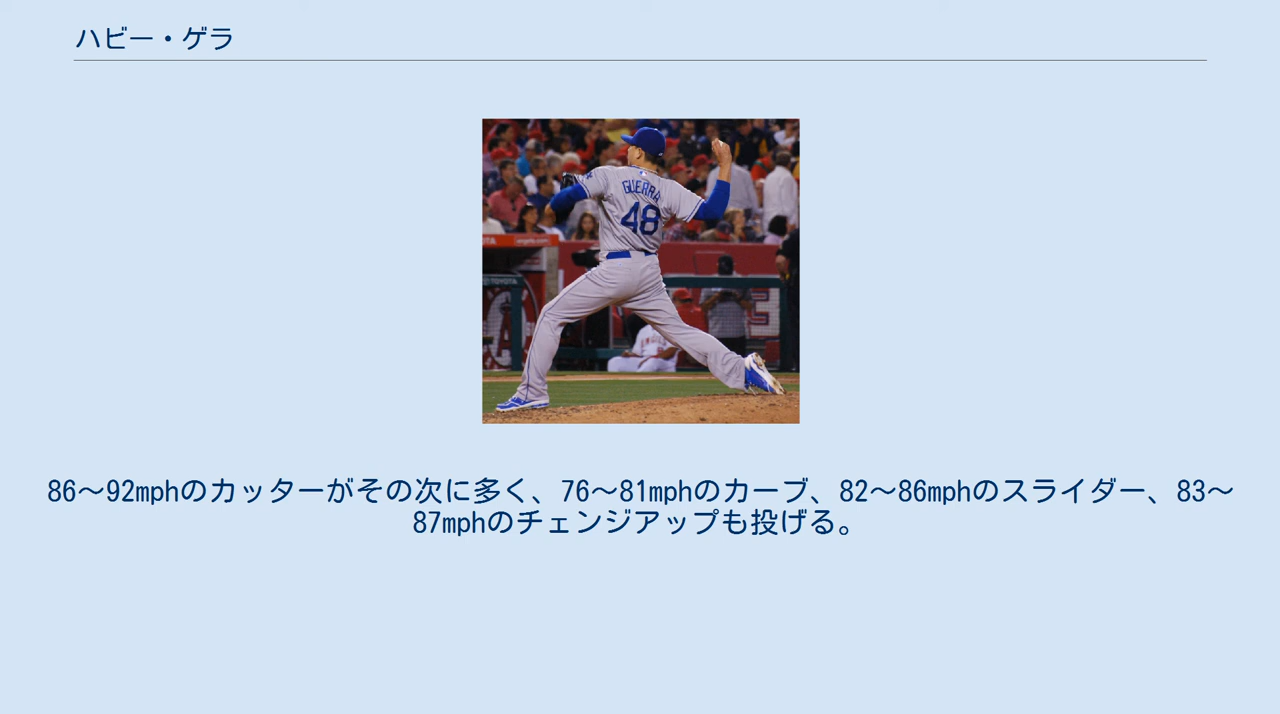 ハビー・ゲラ
GUERRA
48
TOYOTA
86～92mphのカッターがその次に多く、76～81mphのカーブ、82～86mphのスライダー、83～
87mphのチェンジアップも投げる。